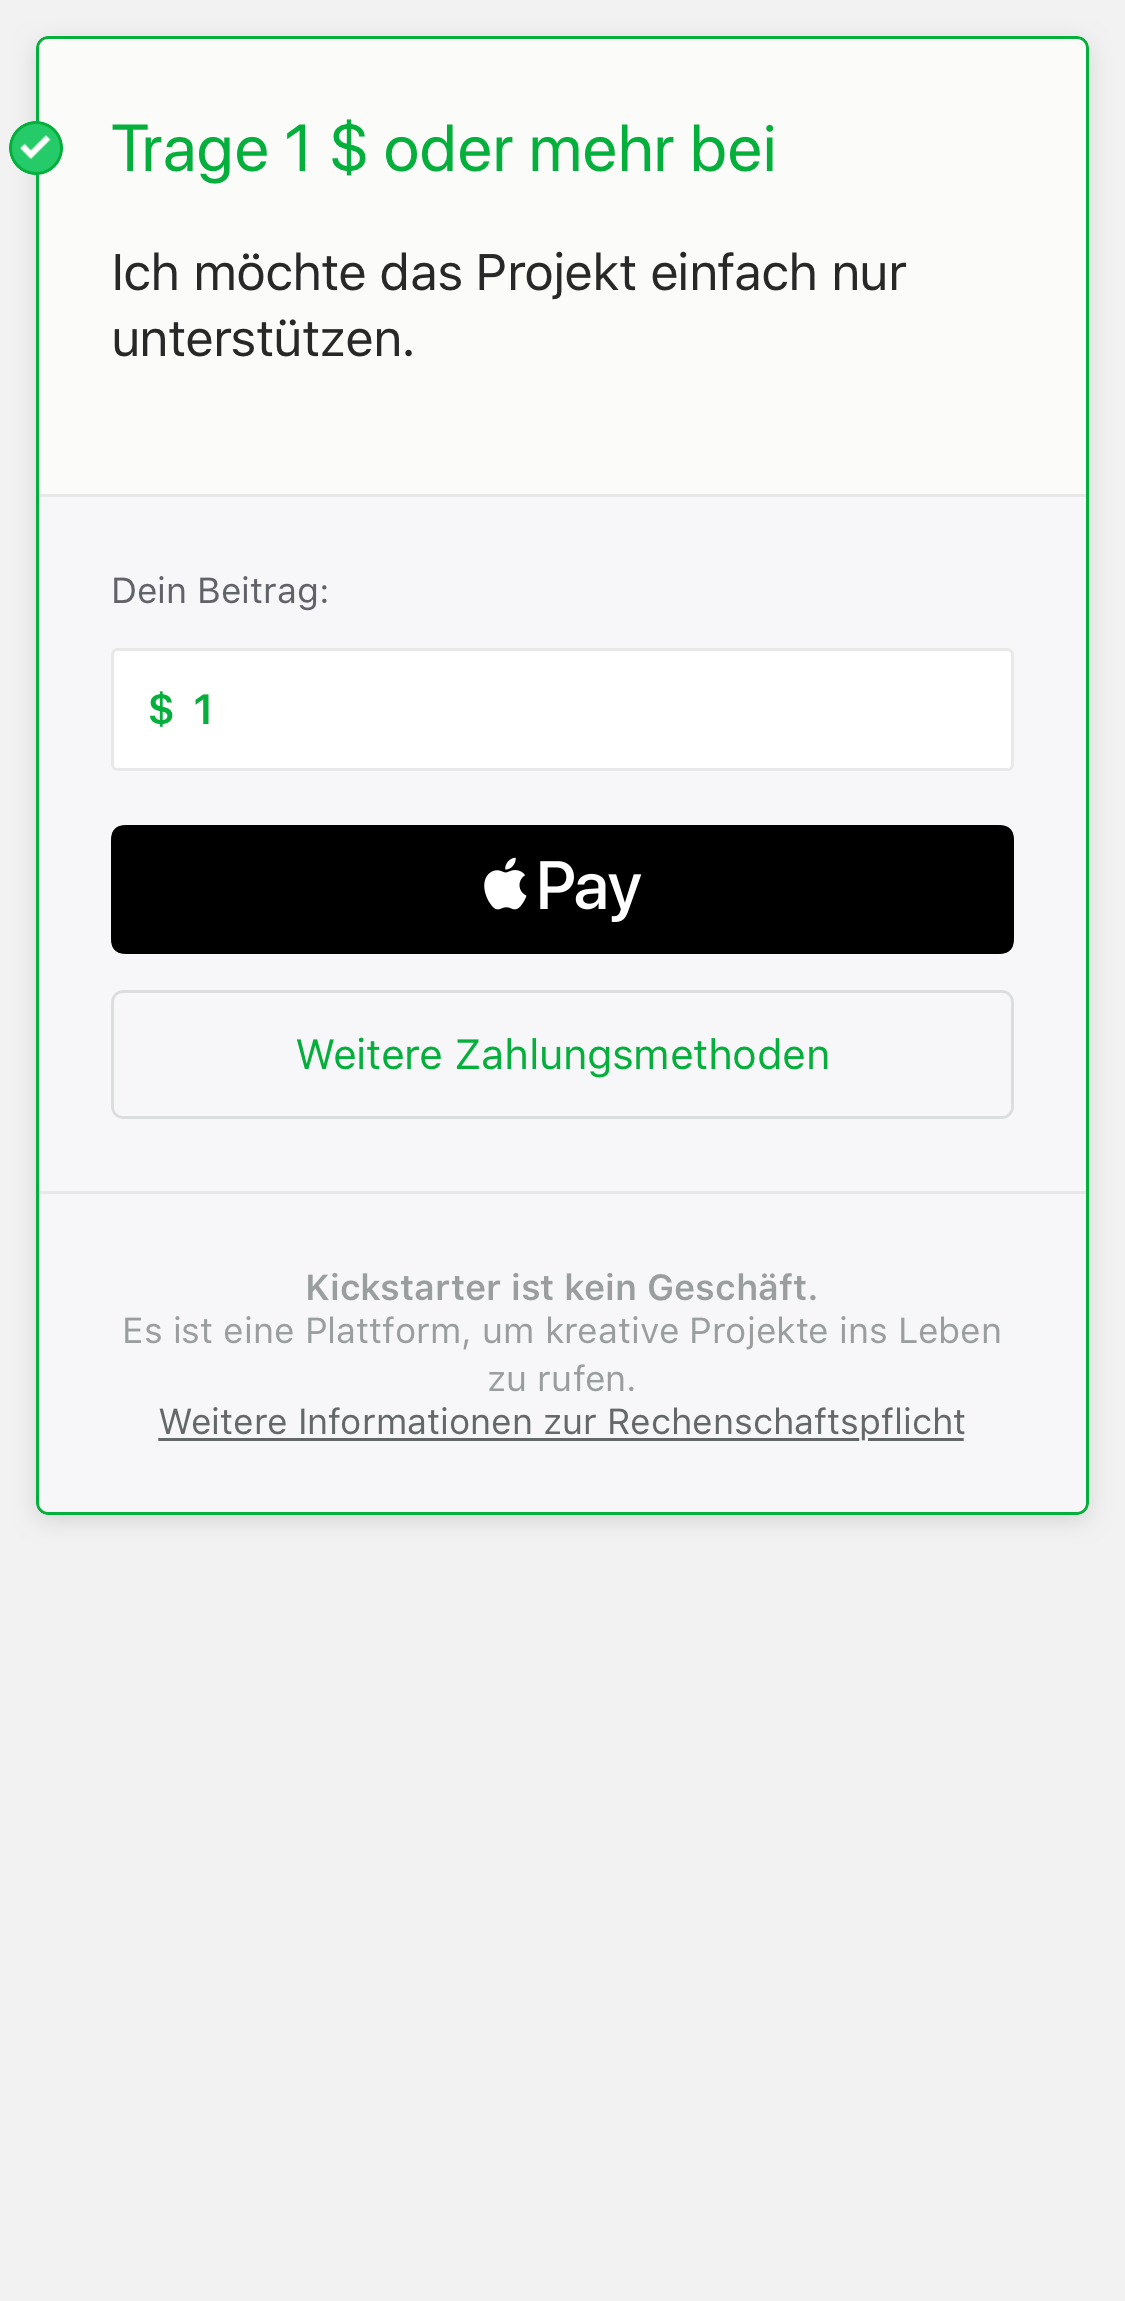 Trage 1 $ oder mehr bei
Ich möchte das Projekt einfach nur
unterstützen.
Dein Beitrag:
$ 1
Pay
Weitere Zahlungsmethoden
Kickstarter ist kein Geschäft.
Es ist eine Plattform, um kreative Projekte ins Leben
zu rufen.
Weitere Informationen zur Rechenschaftspflicht